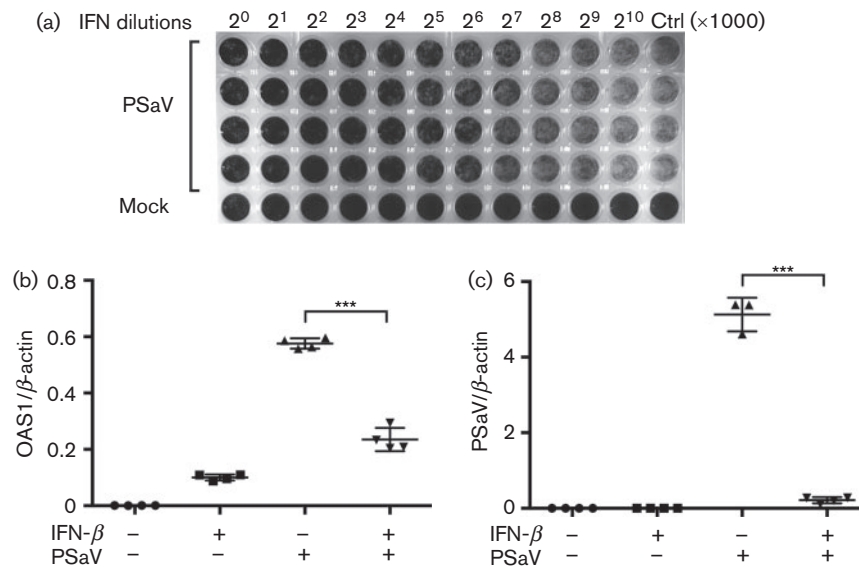 (a) IFN dilutions 2⁰ 2¹ 2² 2³ 2⁴ 2⁵ 2⁶ 2⁷ 2⁸ 2⁹ 2¹⁰ Ctrl (×1000)
PSaV
Mock
(b)
OAS1/β-actin
0.8
0.6
0.4
0.2
0
***
IFN-β − + − +
PSaV − − + +
(c)
PSaV/β-actin
6
4
2
0
***
IFN-β − + − +
PSaV − − + +